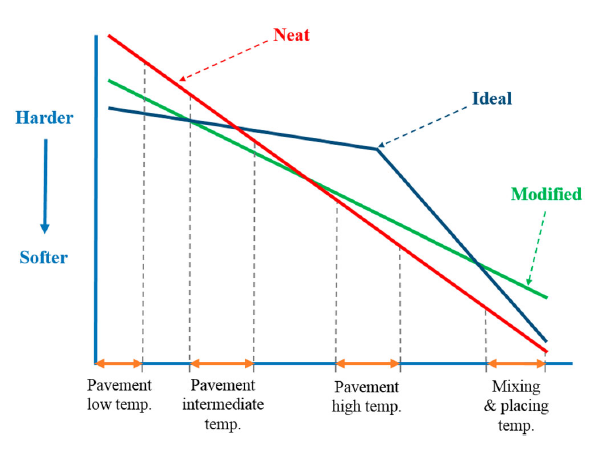 Neat
Ideal
Harder
Modified
Softer
Pavement
low temp.
Pavement
intermediate
temp.
Pavement
high temp.
Mixing
& placing
temp.